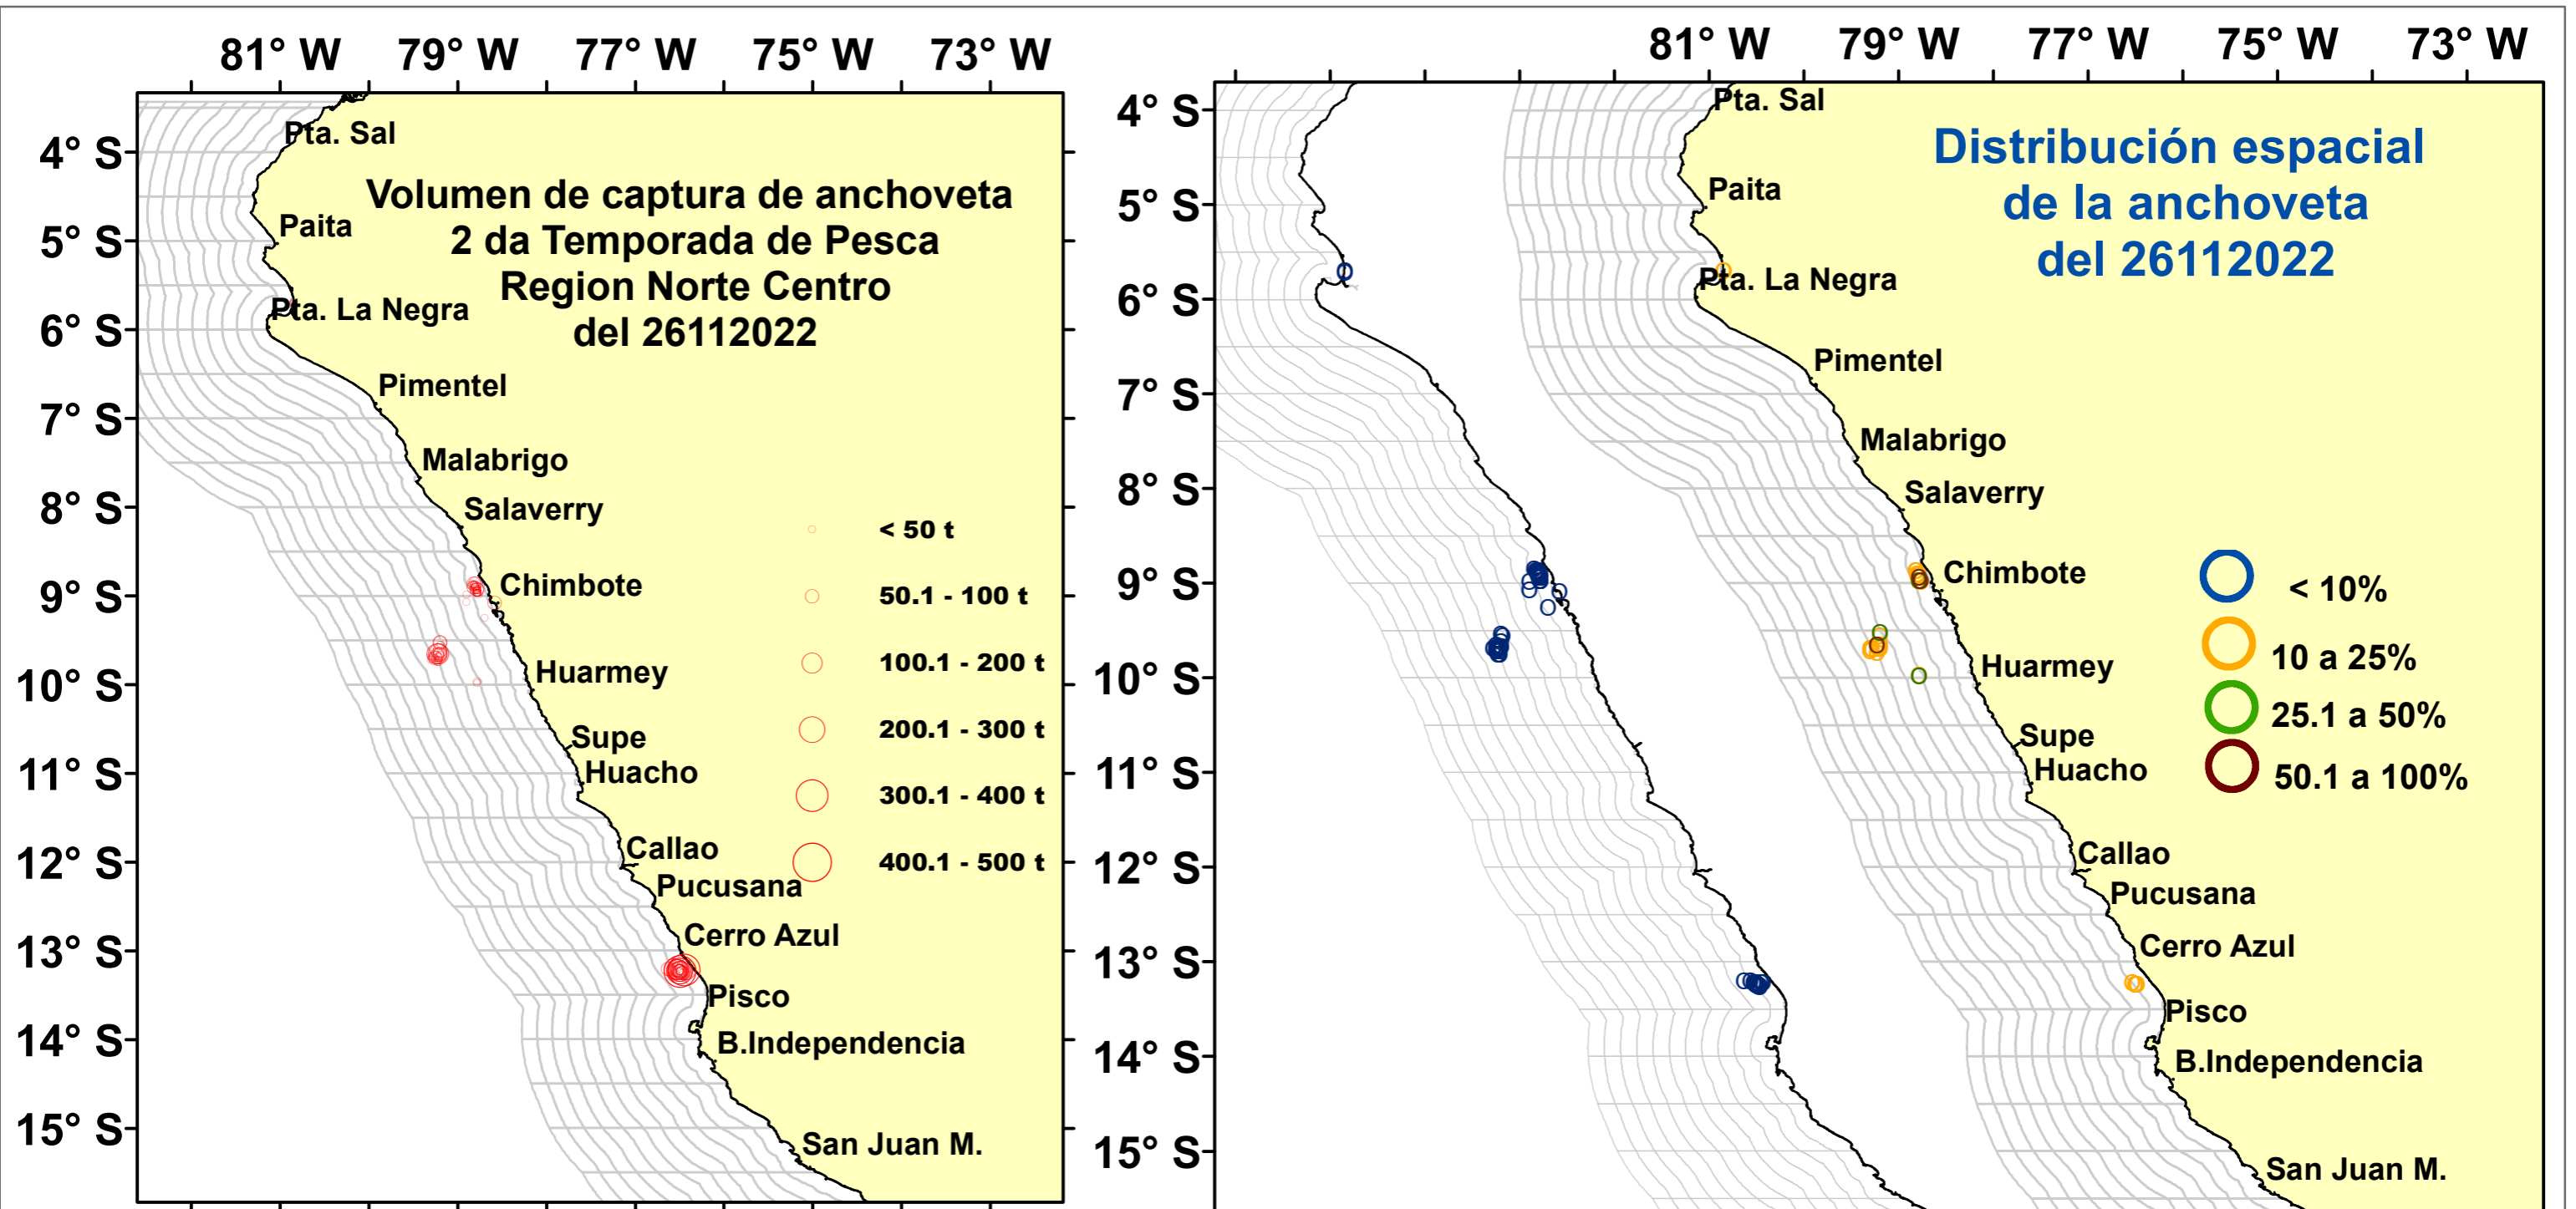 81° W 79° W 77° W 75° W 73° W
4° S
5° S
6° S
7° S
8° S
9° S
10° S
11° S
12° S
13° S
14° S
15° S
Volumen de captura de anchoveta
2 da Temporada de Pesca
Region Norte Centro
del 26112022
Pta. Sal
Paita
Pta. La Negra
Pimentel
Malabrigo
Salaverry
Chimbote
Huarmey
Supe
Huacho
Callao
Pucusana
Cerro Azul
Pisco
B.Independencia
San Juan M.
< 50 t
50.1 - 100 t
100.1 - 200 t
200.1 - 300 t
300.1 - 400 t
400.1 - 500 t
81° W 79° W 77° W 75° W 73° W
4° S
5° S
6° S
7° S
8° S
9° S
10° S
11° S
12° S
13° S
14° S
15° S
Distribución espacial
de la anchoveta
del 26112022
Pta. Sal
Paita
Pta. La Negra
Pimentel
Malabrigo
Salaverry
Chimbote
Huarmey
Supe
Huacho
Callao
Pucusana
Cerro Azul
Pisco
B.Independencia
San Juan M.
< 10%
10 a 25%
25.1 a 50%
50.1 a 100%